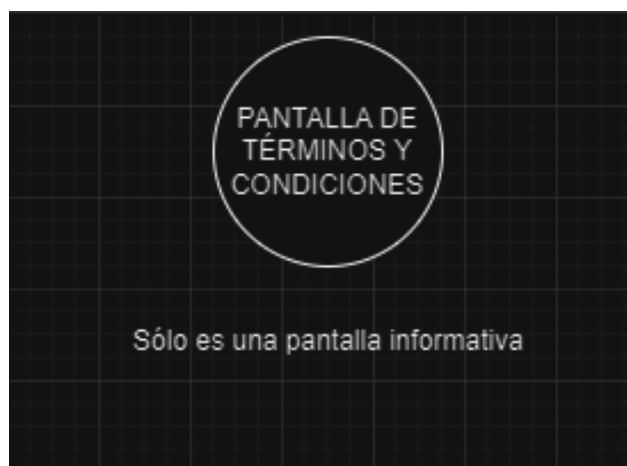 PANTALLA DE
TÉRMINOS Y
CONDICIONES
Sólo es una pantalla informativa